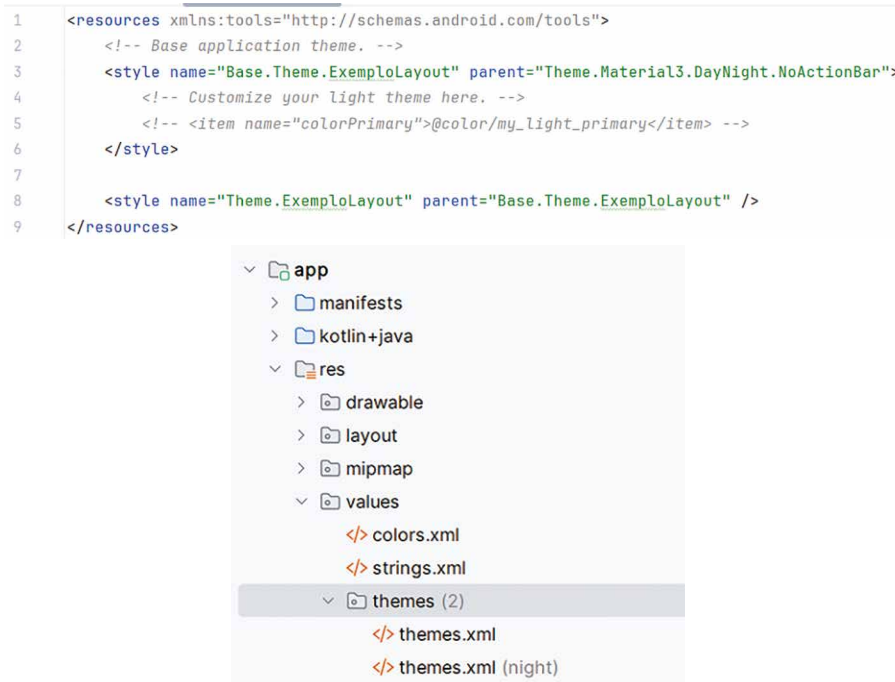 1 <resources xmlns:tools="http://schemas.android.com/tools">
2 <!-- Base application theme. -->
3 <style name="Base.Theme.ExemploLayout" parent="Theme.Material3.DayNight.NoActionBar">
4 <!-- Customize your light theme here. -->
5 <!-- <item name="colorPrimary">@color/my_light_primary</item> -->
6 </style>
7
8 <style name="Theme.ExemploLayout" parent="Base.Theme.ExemploLayout" />
9 </resources>
app
manifests
kotlin+java
res
drawable
layout
mipmap
values
</> colors.xml
</> strings.xml
themes (2)
</> themes.xml
</> themes.xml (night)